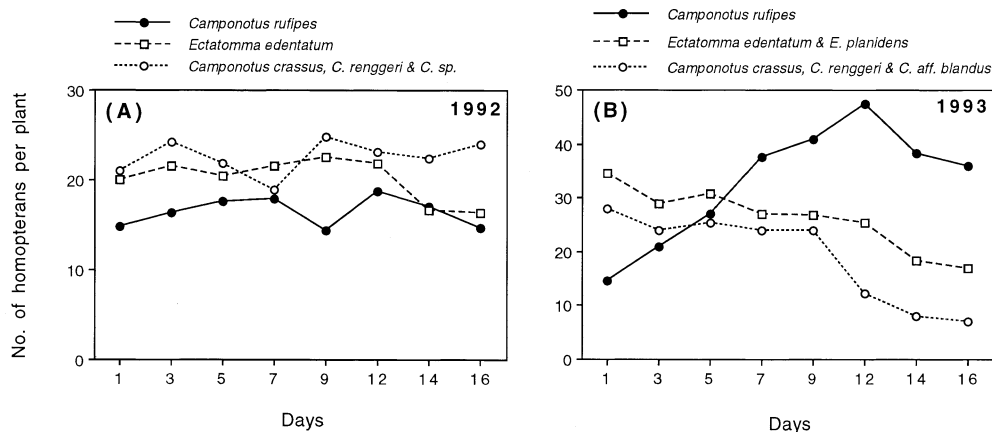 Camponotus rufipes
Ectatomma edentatum
Camponotus crassus, C. renggeri & C. sp.
Camponotus rufipes
Ectatomma edentatum & E. planidens
Camponotus crassus, C. renggeri & C. aff. blandus
No. of homopterans per plant
30
20
10
0
(A)
1992
1 3 5 7 9 12 14 16
Days
50
40
30
20
10
0
(B)
1993
1 3 5 7 9 12 14 16
Days